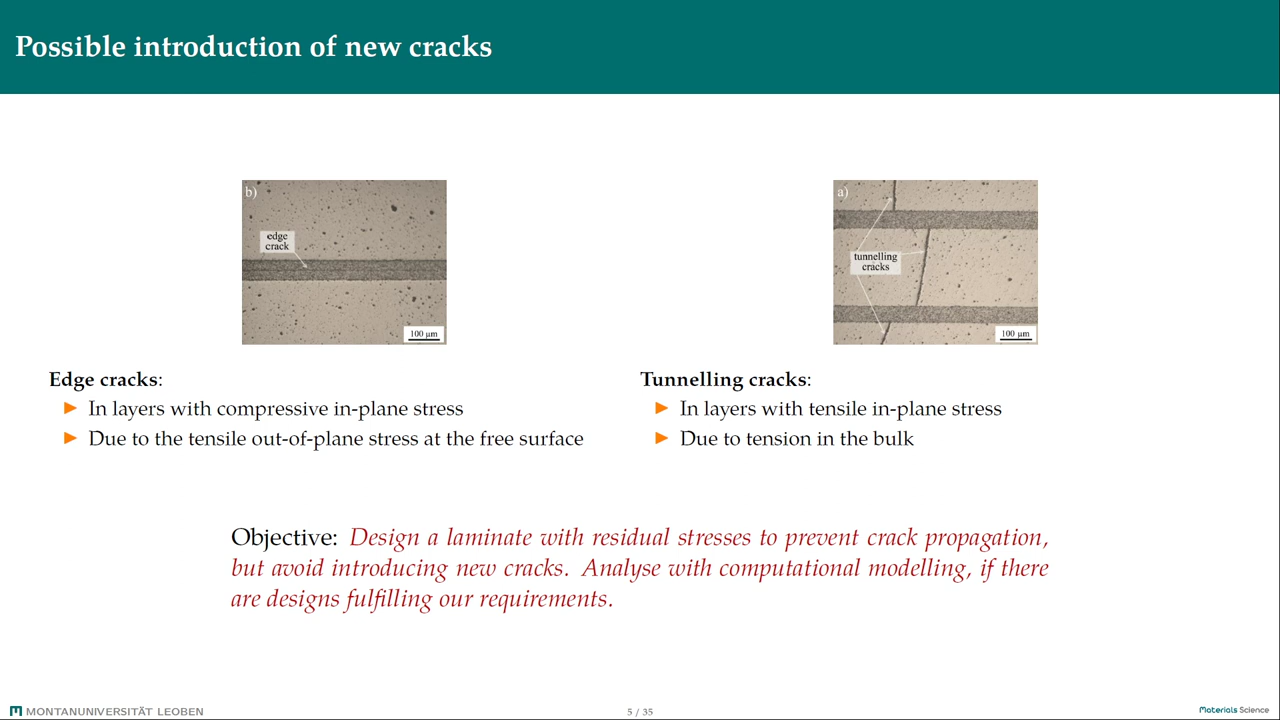 Possible introduction of new cracks
b)
edge
crack
100 μm
Edge cracks:
In layers with compressive in-plane stress
Due to the tensile out-of-plane stress at the free surface
a)
tunnelling
cracks
100 μm
Tunnelling cracks:
In layers with tensile in-plane stress
Due to tension in the bulk
Objective: Design a laminate with residual stresses to prevent crack propagation,
but avoid introducing new cracks. Analyse with computational modelling, if there
are designs fulfilling our requirements.
MONTANUNIVERSITÄT LEOBEN
5 / 35
Materials Science